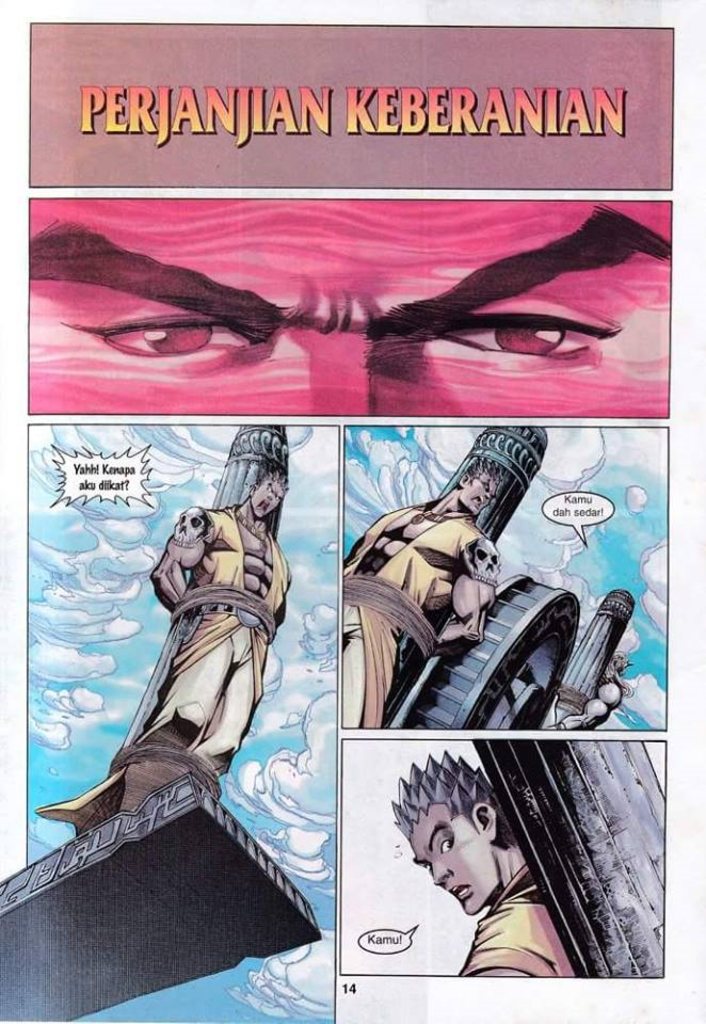 PERJANJIAN KEBERANIAN
Yahh! Kenapa
aku diikat?
Kamu
dah sedar!
Kamu!
14